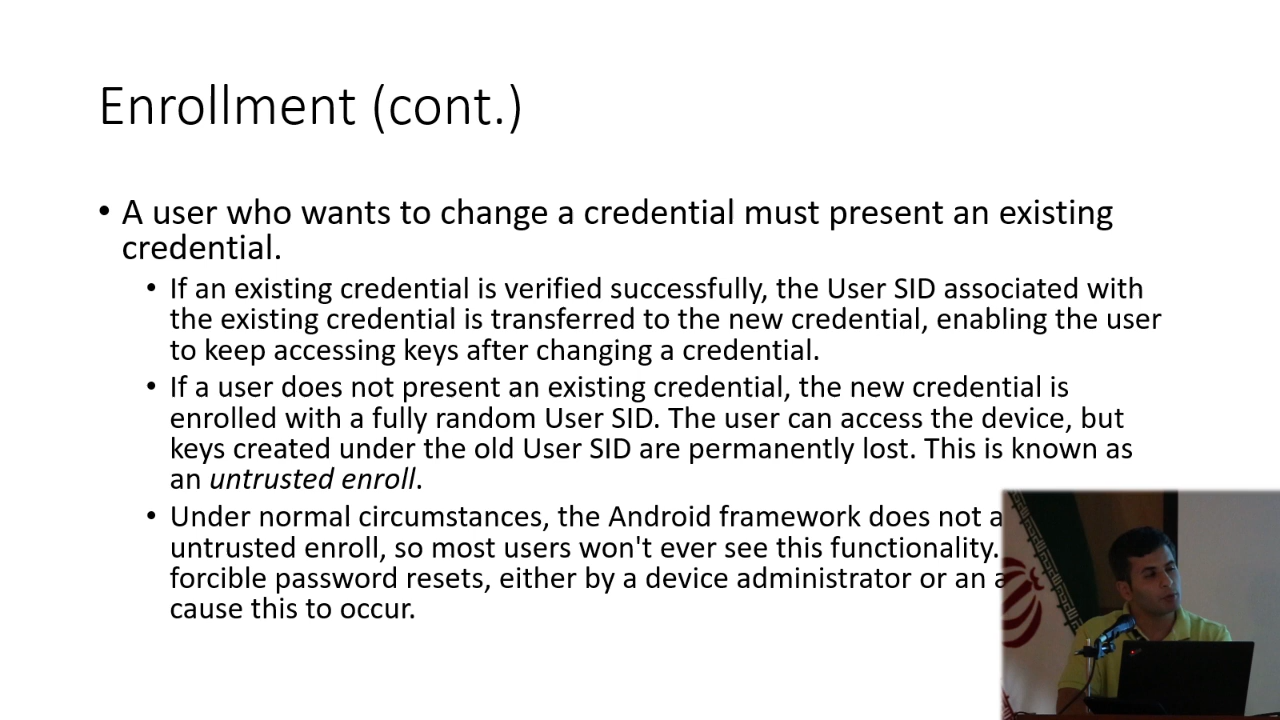 Enrollment (cont.)
• A user who wants to change a credential must present an existing
credential.
• If an existing credential is verified successfully, the User SID associated with
the existing credential is transferred to the new credential, enabling the user
to keep accessing keys after changing a credential.
• If a user does not present an existing credential, the new credential is
enrolled with a fully random User SID. The user can access the device, but
keys created under the old User SID are permanently lost. This is known as
an untrusted enroll.
• Under normal circumstances, the Android framework does not
untrusted enroll, so most users won't ever see this functionality.
forcible password resets, either by a device administrator or an
cause this to occur.